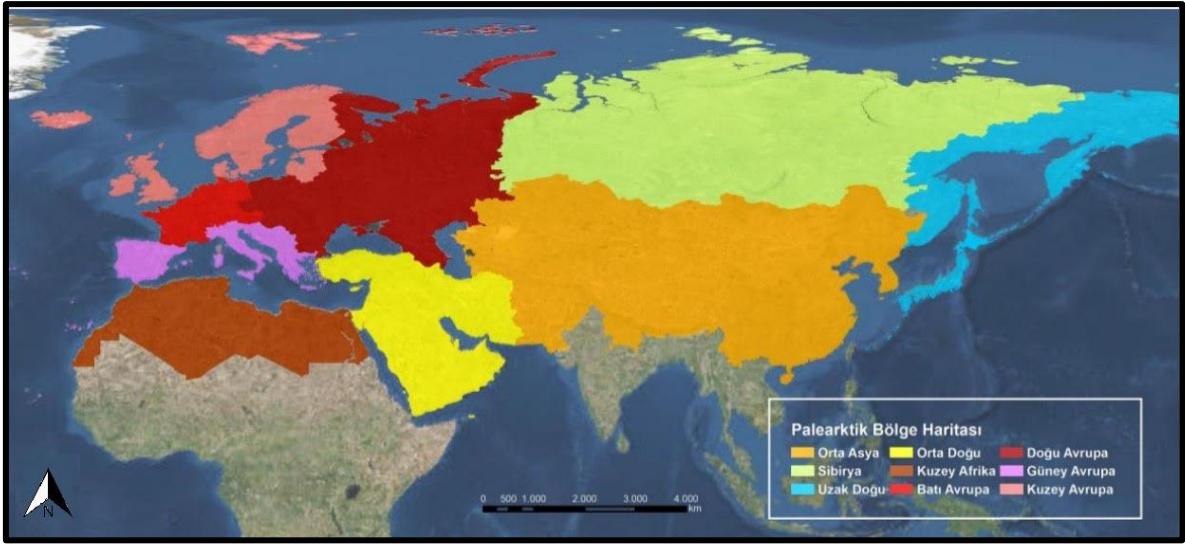 Palearktik Bölge Haritası
Orta Asya Orta Doğu Doğu Avrupa
Sibirya Kuzey Afrika Güney Avrupa
Uzak Doğu Batı Avrupa Kuzey Avrupa
0 500 1.000 2.000 3.000 4.000
km
N